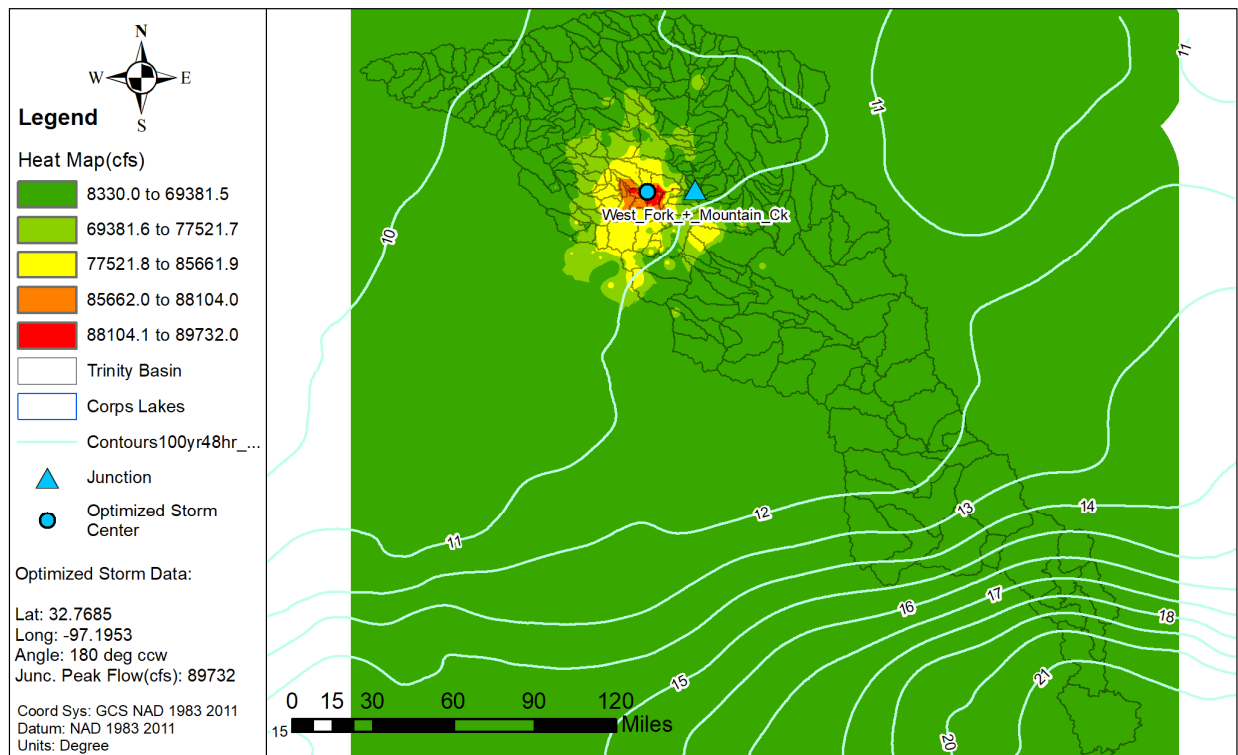 N
W
E
S
Legend
Heat Map(cfs)
8330.0 to 69381.5
69381.6 to 77521.7
77521.8 to 85661.9
85662.0 to 88104.0
88104.1 to 89732.0
Trinity Basin
Corps Lakes
Contours100yr48hr_...
Junction
Optimized Storm
Center
Optimized Storm Data:
Lat: 32.7685
Long: -97.1953
Angle: 180 deg ccw
Junc. Peak Flow(cfs): 89732
Coord Sys: GCS NAD 1983 2011
Datum: NAD 1983 2011
Units: Degree
11
11
West_Fork_+_Mountain_Ck
10
12
13
14
11
16
17
18
15
21
20
0 15 30 60 90 120
Miles
15